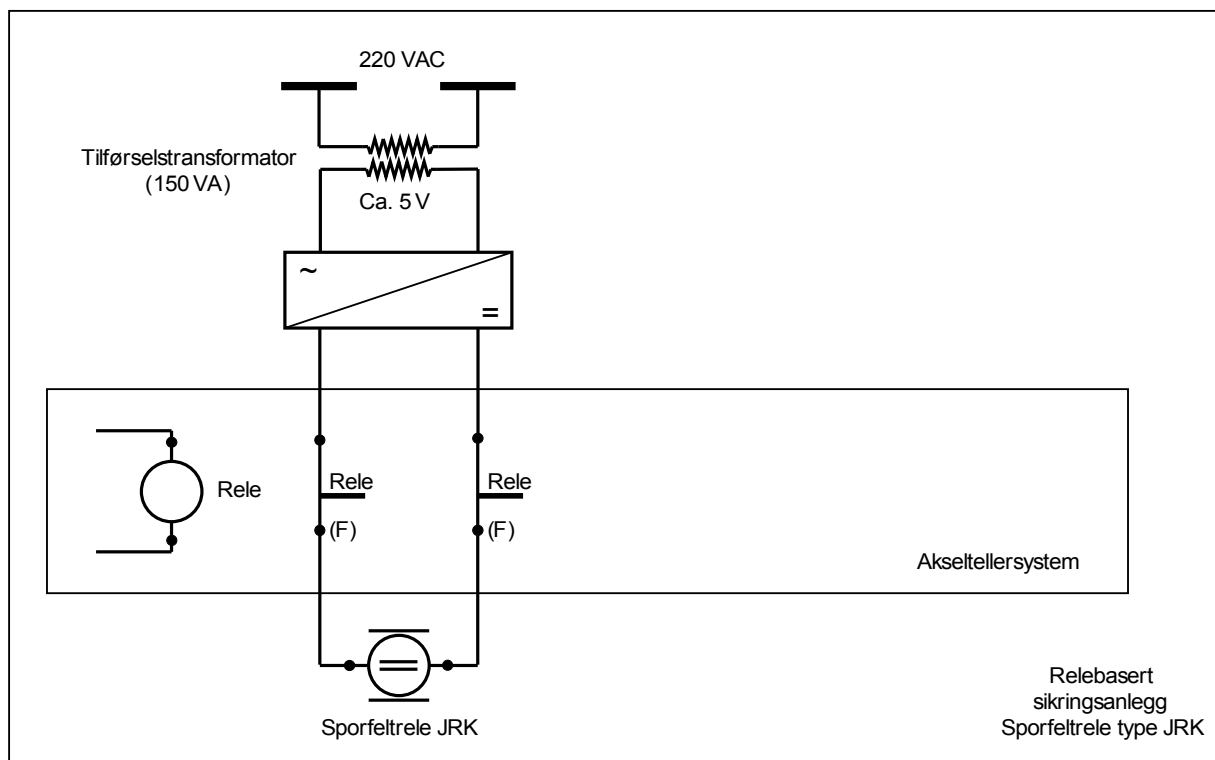 220 VAC
Tilførselstransformator
(150 VA)
Ca. 5 V
~
=
Rele
Rele
Rele
(F)
(F)
Akseltellersystem
Sporfeltrele JRK
Relebasert
sikringsanlegg
Sporfeltrele type JRK